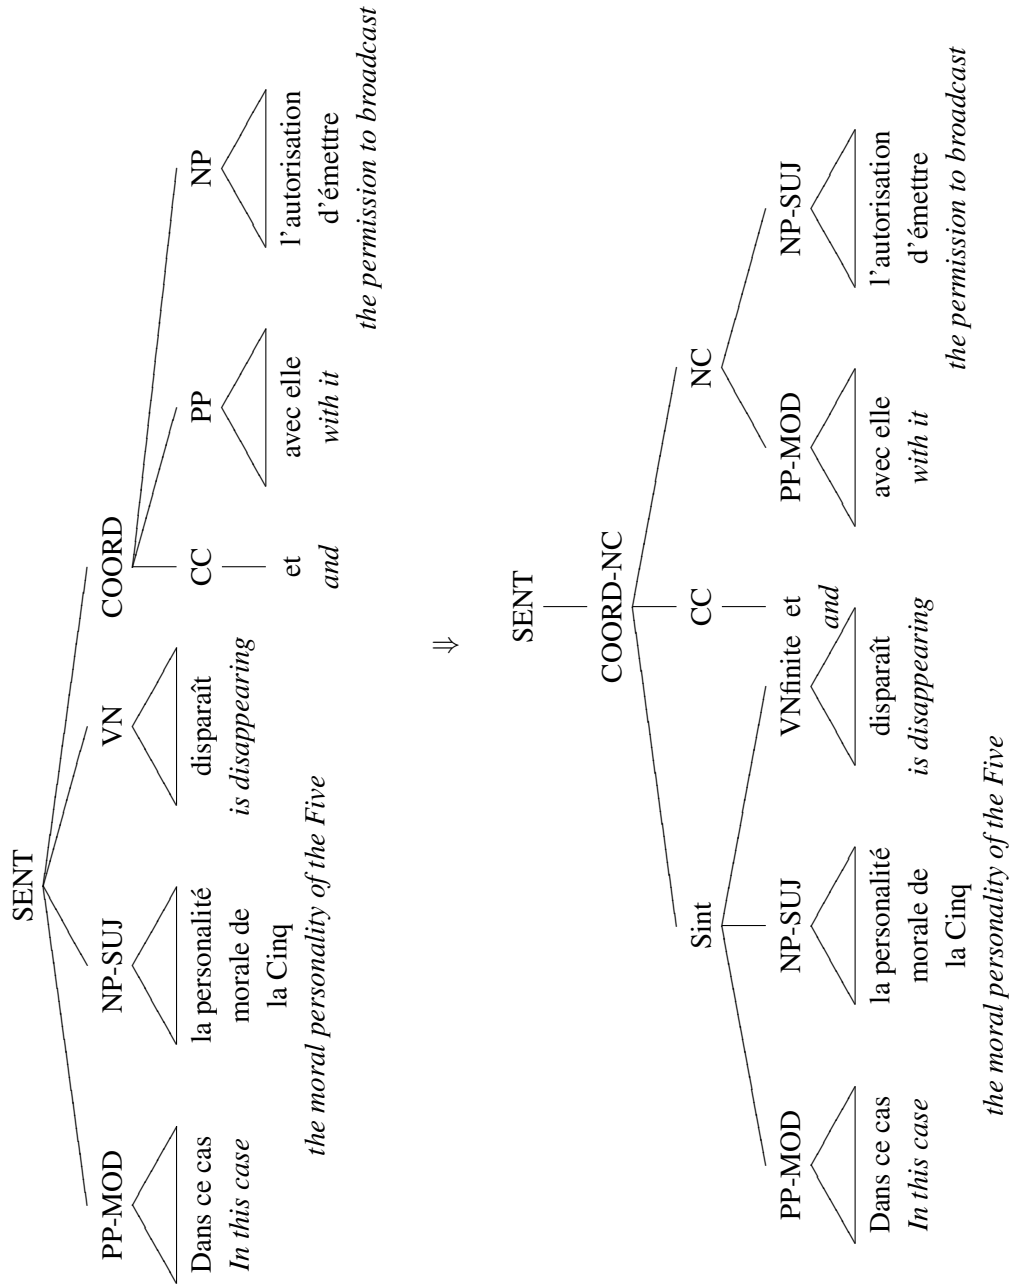 SENT
PP-MOD NP-SUJ VN COORD
Dans ce cas
In this case
la personalité
morale de
la Cinq
the moral personality of the Five
disparaît
is disappearing
CC PP NP
et
and
avec elle
with it
l'autorisation
d'émettre
the permission to broadcast
⇓
SENT
COORD-NC
Sint CC NC
PP-MOD NP-SUJ VNfinite et PP-MOD NP-SUJ
and
Dans ce cas
In this case
la personalité
morale de
la Cinq
the moral personality of the Five
disparaît
is disappearing
avec elle
with it
l'autorisation
d'émettre
the permission to broadcast